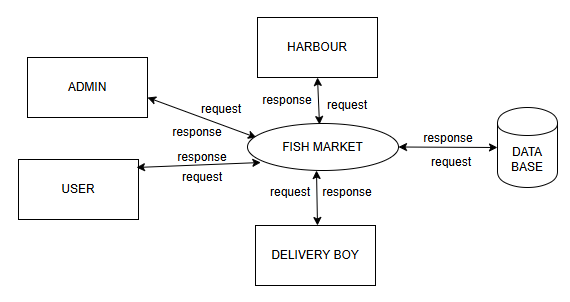 HARBOUR
ADMIN
request
response
response
request
response
request
FISH MARKET
response
request
DATA
BASE
USER
request
response
DELIVERY BOY